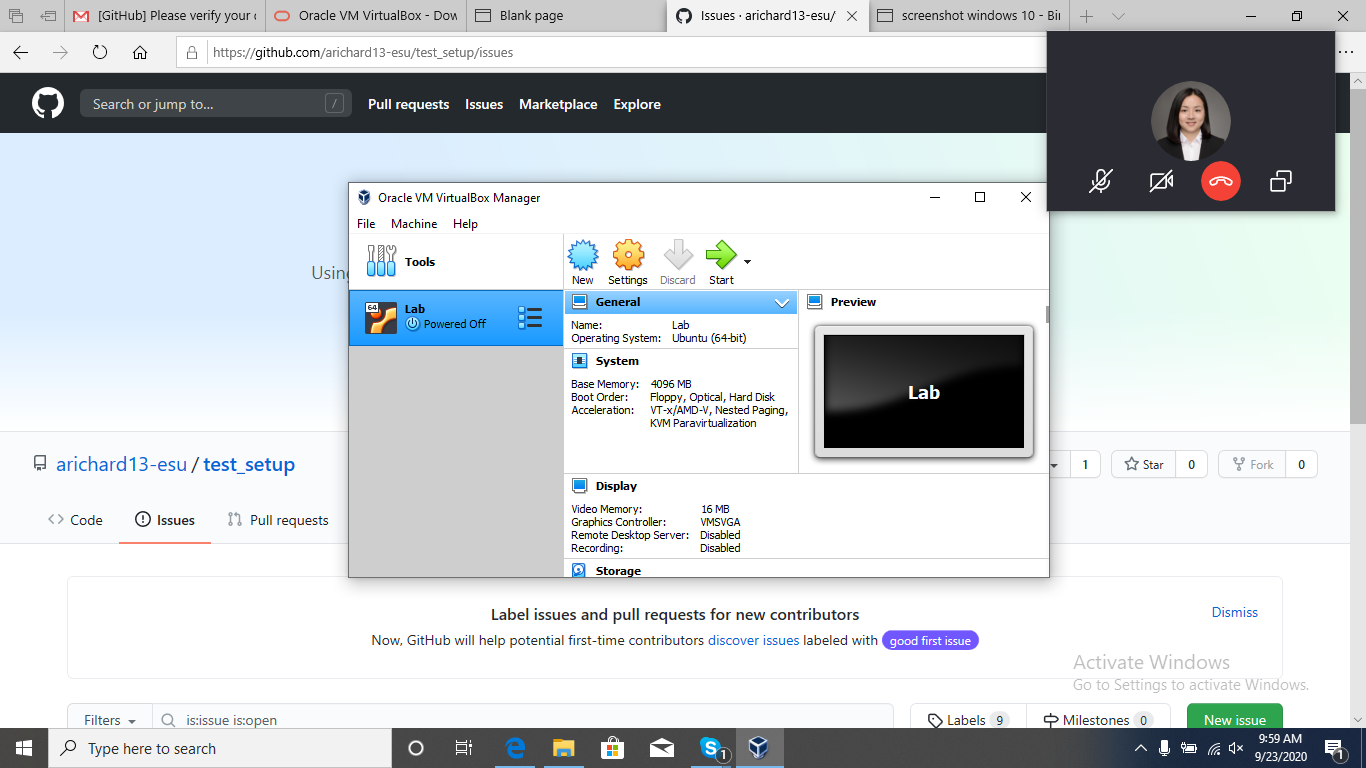 [GitHub] Please verify your d
Oracle VM VirtualBox - Dow
Blank page
Issues · arichard13-esu/
screenshot windows 10 - Bin
https://github.com/arichard13-esu/test_setup/issues
Search or jump to...
/
Pull requests
Issues
Marketplace
Explore
Using
Oracle VM VirtualBox Manager
File
Machine
Help
Tools
New
Settings
Discard
Start
64
Lab
Powered Off
General
Name: Lab
Operating System: Ubuntu (64-bit)
System
Base Memory: 4096 MB
Boot Order: Floppy, Optical, Hard Disk
Acceleration: VT-x/AMD-V, Nested Paging,
KVM Paravirtualization
Preview
Lab
Display
Video Memory: 16 MB
Graphics Controller: VMSVGA
Remote Desktop Server: Disabled
Recording: Disabled
Storage
arichard13-esu / test_setup
1
Star 0
Fork 0
Code
Issues
Pull requests
Label issues and pull requests for new contributors
Dismiss
Now, GitHub will help potential first-time contributors discover issues labeled with good first issue
Activate Windows
Go to Settings to activate Windows.
Filters
is:issue is:open
Labels 9
Milestones 0
New issue
Type here to search
1
9:59 AM
9/23/2020
1